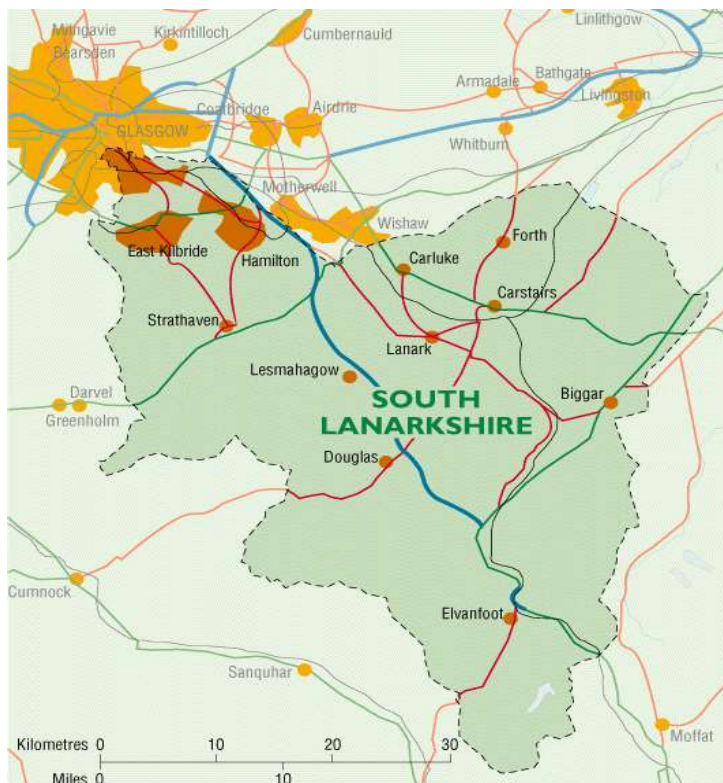 Milngavie
Kirkintilloch
Cumbernauld
Linlithgow
Bearsden
Armadale
Bathgate
Livingston
Coatbridge
Airdrie
GLASGOW
Whitburn
Motherwell
Wishaw
East Kilbride
Hamilton
Carluke
Forth
Carstairs
Strathaven
Lanark
Lesmahagow
Darvel
Greenholm
Biggar
SOUTH
LANARKSHIRE
Douglas
Cumnock
Elvanfoot
Sanquhar
Moffat
Kilometres 0 10 20 30
Miles 0 10